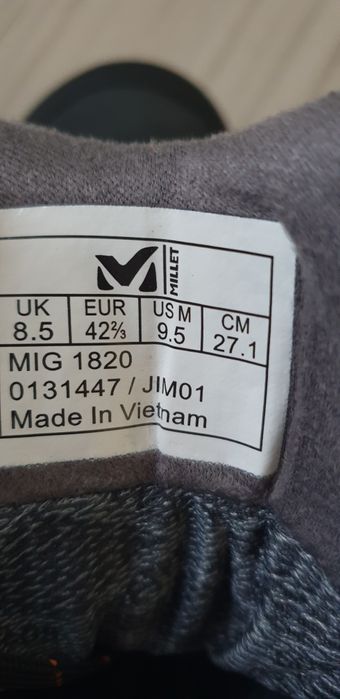 MILLET
UK EUR US M CM
8.5 42⅔ 9.5 27.1
MIG 1820
0131447 / JIM01
Made In Vietnam